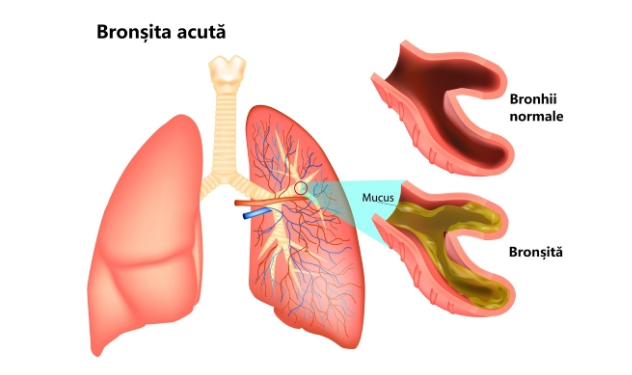 Bronșita acută
Bronhii
normale
Mucus
Bronșită